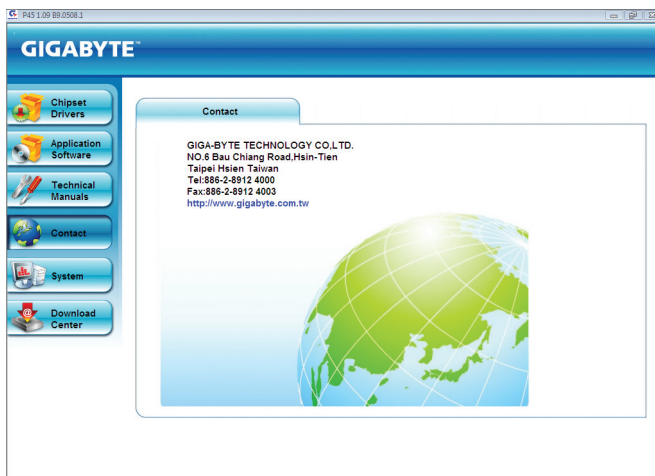 P45 1.09 B9.0508.1
GIGABYTE™
Chipset
Drivers
Application
Software
Technical
Manuals
Contact
System
Download
Center
Contact
GIGA-BYTE TECHNOLOGY CO,LTD.
NO.6 Bau Chiang Road,Hsin-Tien
Taipei Hsien Taiwan
Tel:886-2-8912 4000
Fax:886-2-8912 4003
http://www.gigabyte.com.tw